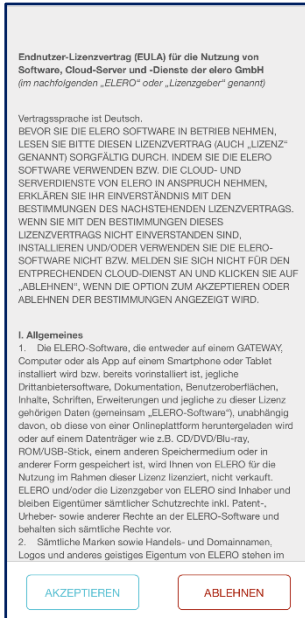 Endnutzer-Lizenzvertrag (EULA) für die Nutzung von
Software, Cloud-Server und -Dienste der elero GmbH
(im nachfolgenden „ELERO" oder „Lizenzgeber" genannt)
Vertragssprache ist Deutsch.
BEVOR SIE DIE ELERO SOFTWARE IN BETRIEB NEHMEN,
LESEN SIE BITTE DIESEN LIZENZVERTRAG (AUCH „LIZENZ"
GENANNT) SORGFÄLTIG DURCH. INDEM SIE DIE ELERO
SOFTWARE VERWENDEN BZW. DIE CLOUD- UND
SERVERDIENSTE VON ELERO IN ANSPRUCH NEHMEN,
ERKLÄREN SIE IHR EINVERSTÄNDNIS MIT DEN
BESTIMMUNGEN DES NACHSTEHENDEN LIZENZVERTRAGS.
WENN SIE MIT DEN BESTIMMUNGEN DIESES
LIZENZVERTRAGS NICHT EINVERSTANDEN SIND,
INSTALLIEREN UND/ODER VERWENDEN SIE DIE ELERO-
SOFTWARE NICHT BZW. MELDEN SIE SICH NICHT FÜR DEN
ENTPRECHENDEN CLOUD-DIENST AN UND KLICKEN SIE AUF
„ABLEHNEN", WENN DIE OPTION ZUM AKZEPTIEREN ODER
ABLEHNEN DER BESTIMMUNGEN ANGEZEIGT WIRD.
I. Allgemeines
1. Die ELERO-Software, die entweder auf einem GATEWAY,
Computer oder als App auf einem Smartphone oder Tablet
installiert wird bzw. bereits vorinstalliert ist, jegliche
Drittanbietersoftware, Dokumentation, Benutzeroberflächen,
Inhalte, Schriften, Erweiterungen und jegliche zu dieser Lizenz
gehörigen Daten (gemeinsam „ELERO-Software"), unabhängig
davon, ob diese von einer Onlineplattform heruntergeladen wird
oder auf einem Datenträger wie z.B. CD/DVD/Blu-ray,
ROM/USB-Stick, einem anderen Speichermedium oder in
anderer Form gespeichert ist, wird Ihnen von ELERO für die
Nutzung im Rahmen dieser Lizenz lizenziert, nicht verkauft.
ELERO und/oder die Lizenzgeber von ELERO sind Inhaber und
bleiben Eigentümer sämtlicher Schutzrechte inkl. Patent-,
Urheber- sowie anderer Rechte an der ELERO-Software und
behalten sich sämtliche Rechte vor.
2. Sämtliche Marken sowie Handels- und Domainnamen,
Logos und anderes geistiges Eigentum von ELERO stehen im
AKZEPTIEREN
ABLEHNEN